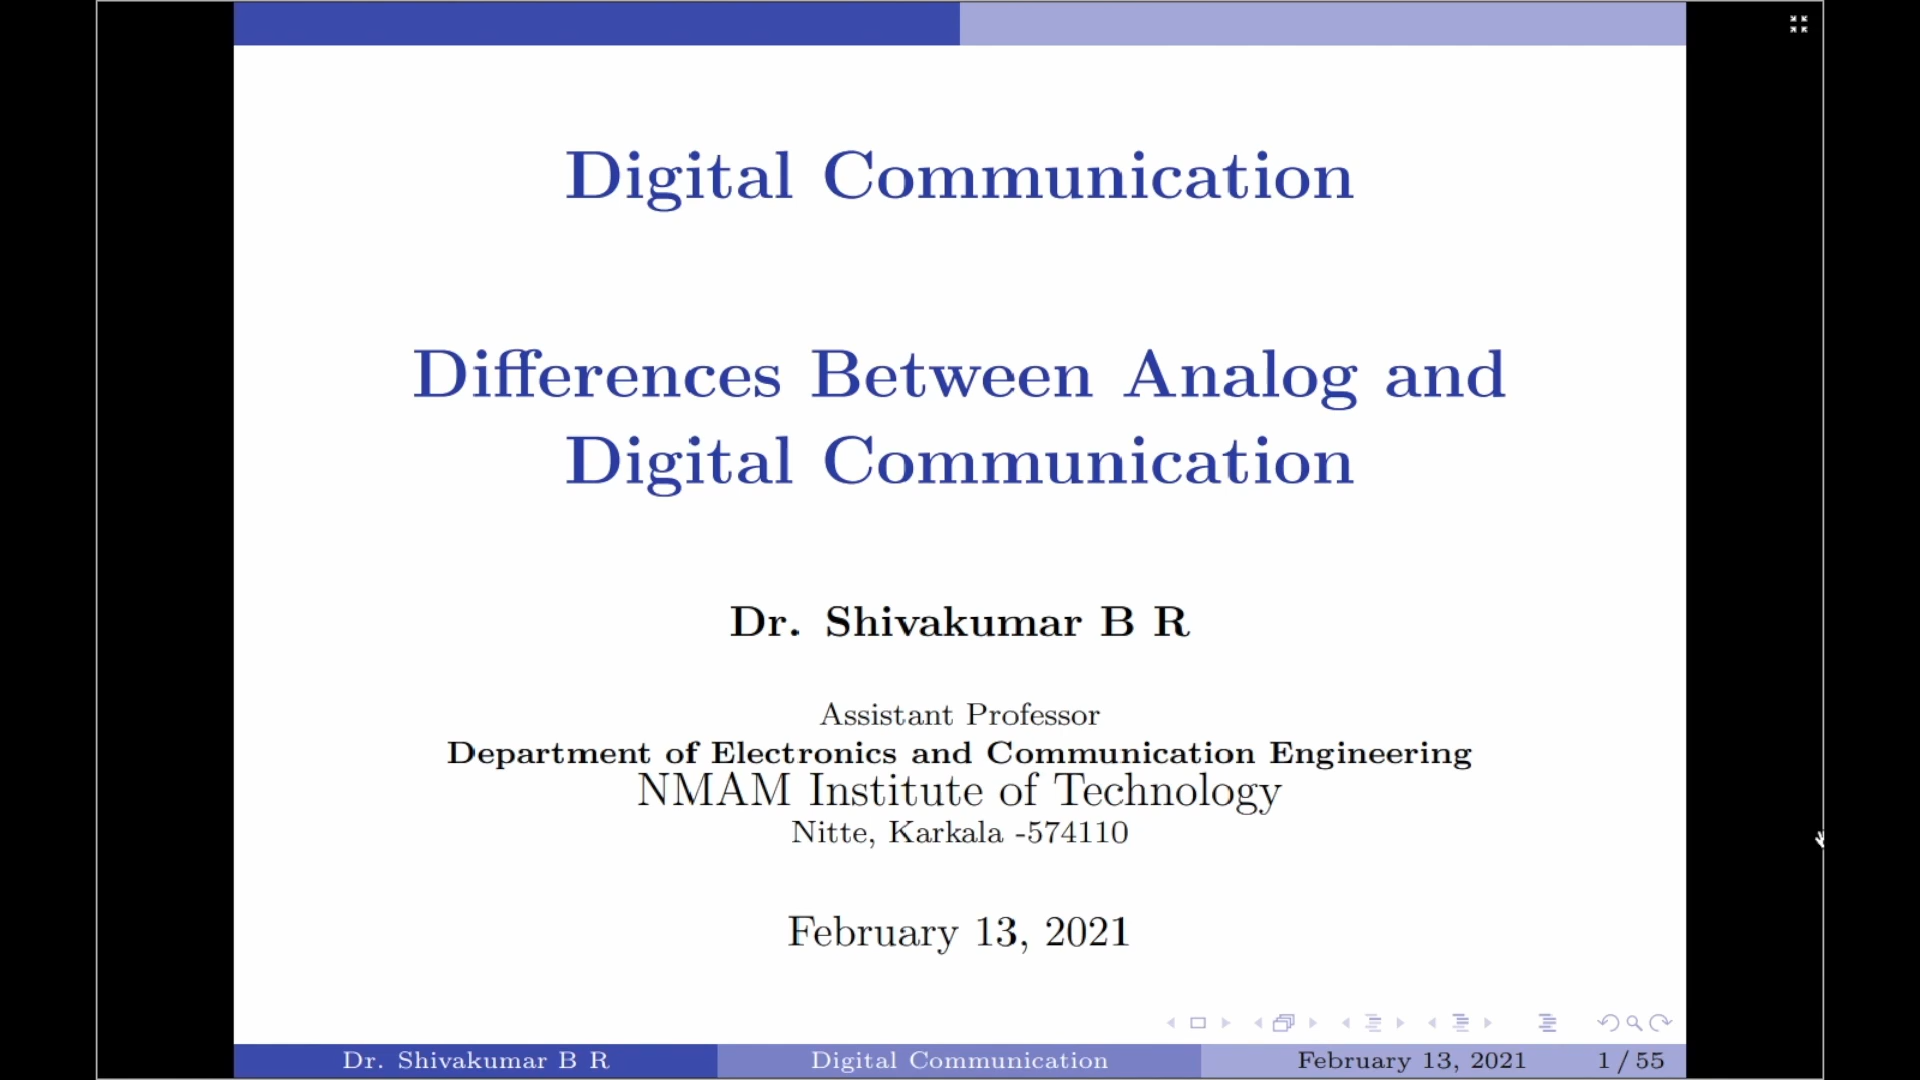 Digital Communication
Differences Between Analog and
Digital Communication
Dr. Shivakumar B R
Assistant Professor
Department of Electronics and Communication Engineering
NMAM Institute of Technology
Nitte, Karkala -574110
February 13, 2021
Dr. Shivakumar B R Digital Communication February 13, 2021 1 / 55